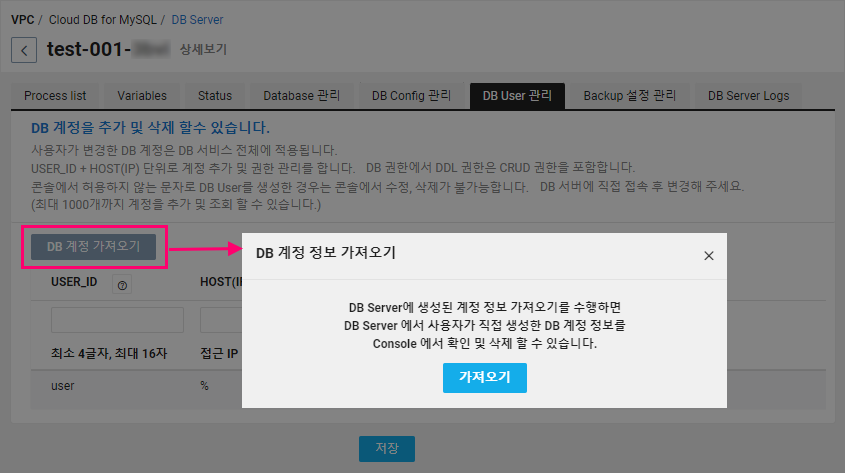 VPC / Cloud DB for MySQL / DB Server
test-001- 상세보기
Process list Variables Status Database 관리 DB Config 관리 DB User 관리 Backup 설정 관리 DB Server Logs
DB 계정을 추가 및 삭제 할수 있습니다.
사용자가 변경한 DB 계정은 DB 서비스 전체에 적용됩니다.
USER_ID + HOST(IP) 단위로 계정 추가 및 권한 관리를 합니다. DB 권한에서 DDL 권한은 CRUD 권한을 포함합니다.
콘솔에서 허용하지 않는 문자로 DB User를 생성한 경우는 콘솔에서 수정, 삭제가 불가능합니다. DB 서버에 직접 접속 후 변경해 주세요.
(최대 1000개까지 계정을 추가 및 조회 할 수 있습니다.)
DB 계정 가져오기
DB 계정 정보 가져오기
USER_ID HOST(I
DB Server에 생성된 계정 정보 가져오기를 수행하면
DB Server 에서 사용자가 직접 생성한 DB 계정 정보를
Console 에서 확인 및 삭제 할 수 있습니다.
가져오기
최소 4글자, 최대 16자 접근 IP
user %
저장